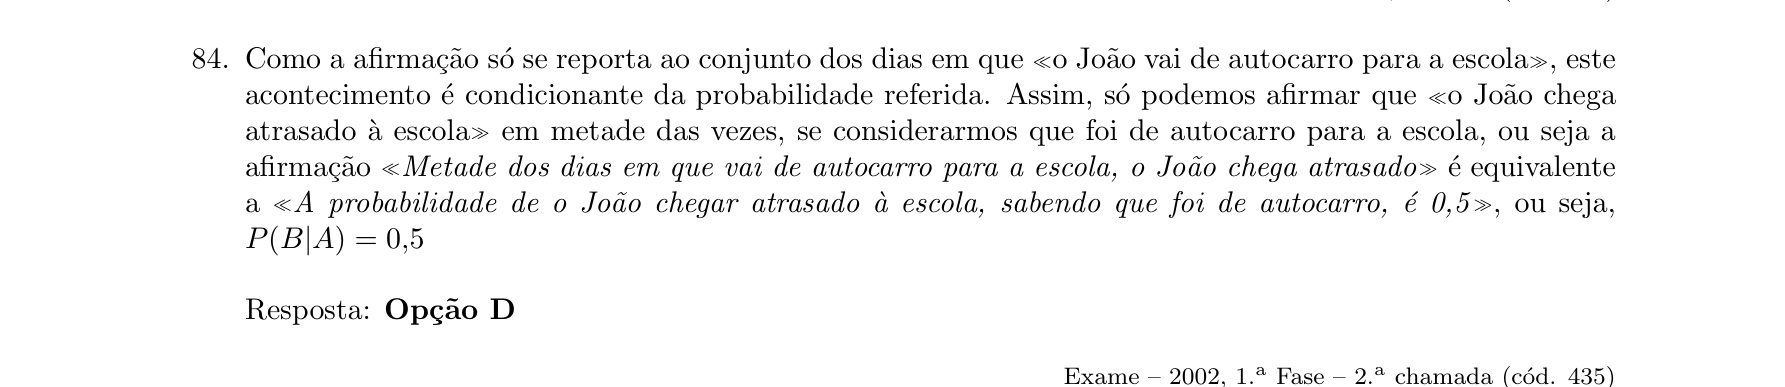 84. Como a afirmação só se reporta ao conjunto dos dias em que «o João vai de autocarro para a escola», este
acontecimento é condicionante da probabilidade referida. Assim, só podemos afirmar que «o João chega
atrasado à escola» em metade das vezes, se considerarmos que foi de autocarro para a escola, ou seja a
afirmação «Metade dos dias em que vai de autocarro para a escola, o João chega atrasado» é equivalente
a «A probabilidade de o João chegar atrasado à escola, sabendo que foi de autocarro, é 0,5», ou seja,
P(B|A) = 0,5
Resposta: Opção D
Exame – 2002, 1.ª Fase – 2.ª chamada (cód. 435)